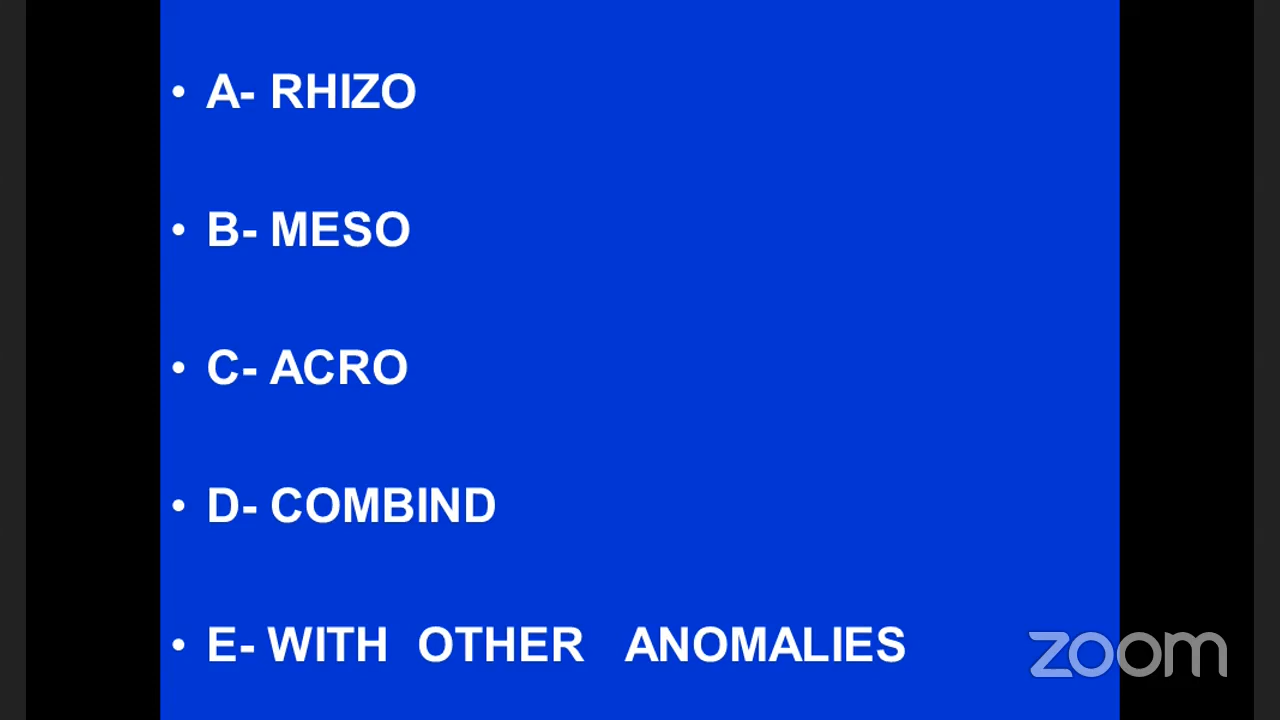 • A- RHIZO
• B- MESO
• C- ACRO
• D- COMBIND
• E- WITH OTHER ANOMALIES
zoom